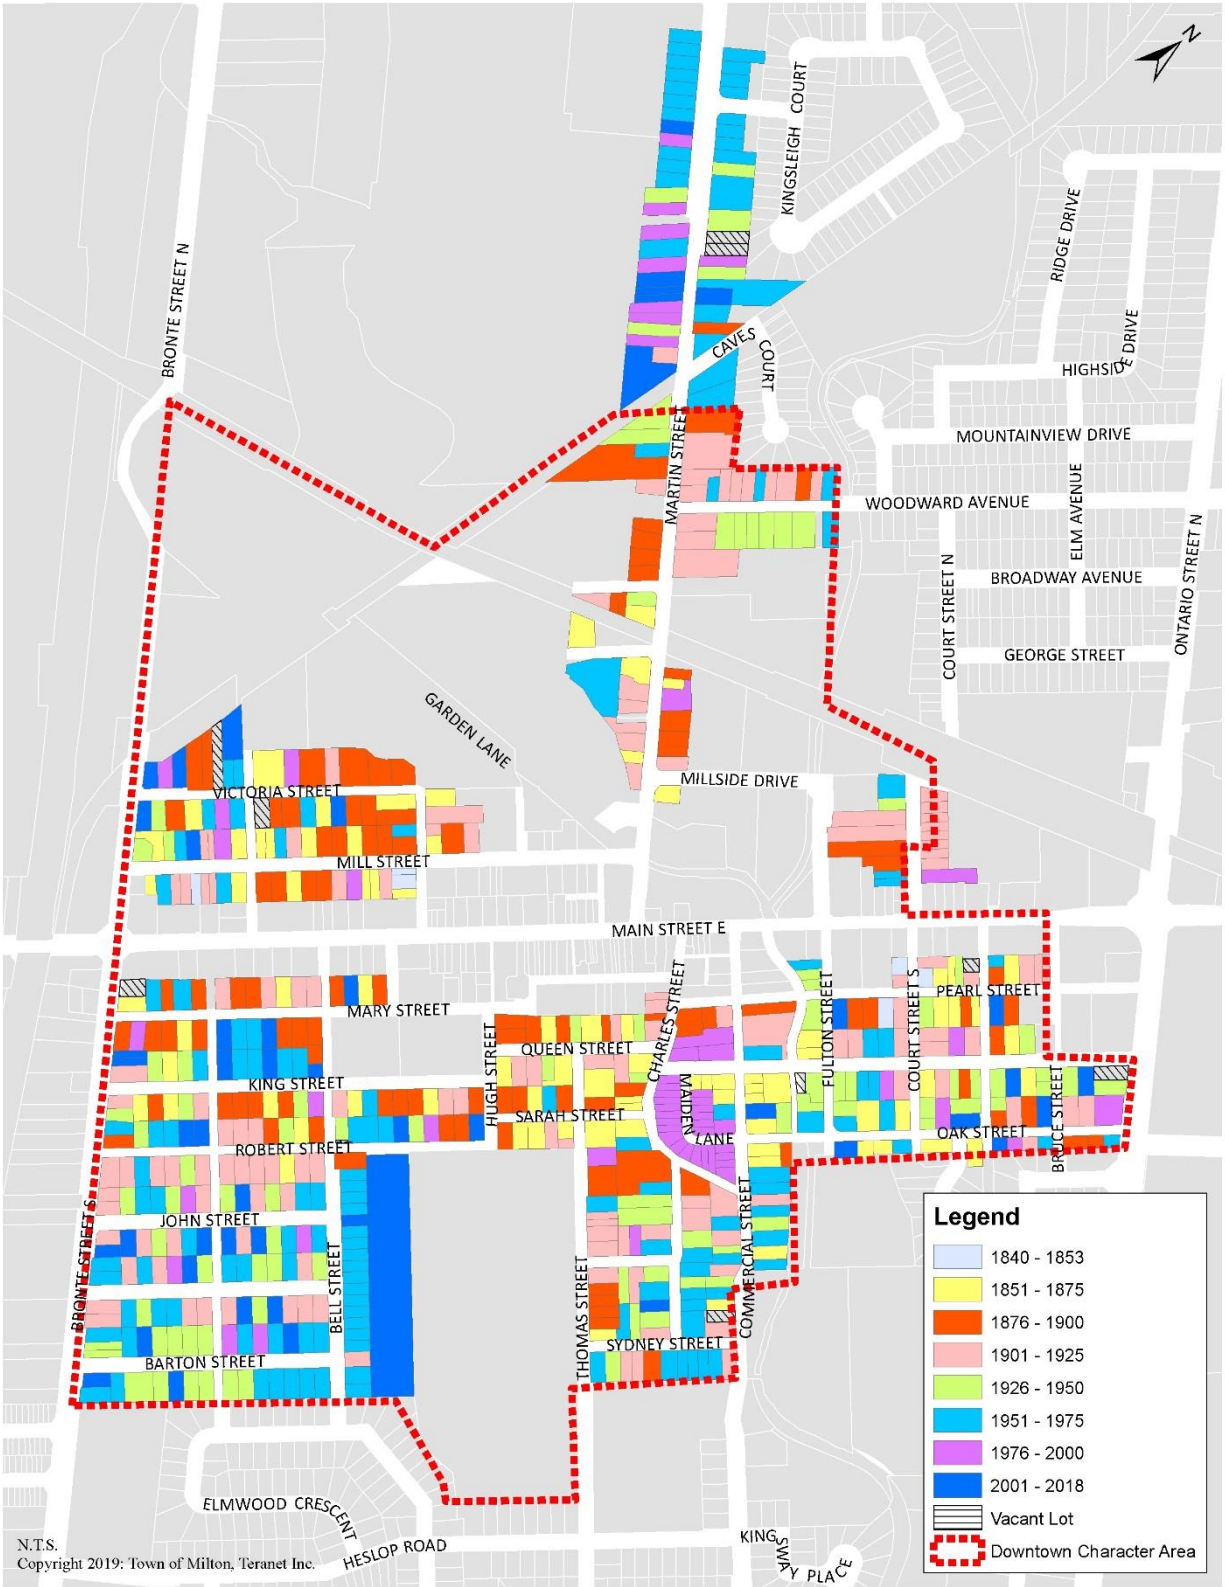 N
KINGSLEIGH COURT
BRONTE STREET N
RIDGE DRIVE
CAVES
COURT
HIGHSIDE DRIVE
MARTIN STREET
MOUNTAINVIEW DRIVE
WOODWARD AVENUE
ELM AVENUE
ONTARIO STREET N
COURT STREET N
BROADWAY AVENUE
GEORGE STREET
GARDEN LANE
MILLSIDE DRIVE
VICTORIA STREET
MILL STREET
MAIN STREET E
MARY STREET
CHARLES STREET
FULTON STREET
COURT STREET S
PEARL STREET
HUGH STREET
QUEEN STREET
KING STREET
SARAH STREET
MAIDEN
LANE
OAK STREET
BRUCE STREET
ROBERT STREET
BRONTE STREET S
JOHN STREET
BELL STREET
THOMAS STREET
COMMERCIAL STREET
SYDNEY STREET
BARTON STREET
ELMWOOD CRESCENT
HESLOP ROAD
KING
SWAY PLACE
Legend
1840 - 1853
1851 - 1875
1876 - 1900
1901 - 1925
1926 - 1950
1951 - 1975
1976 - 2000
2001 - 2018
Vacant Lot
Downtown Character Area
N.T.S.
Copyright 2019: Town of Milton, Teranet Inc.